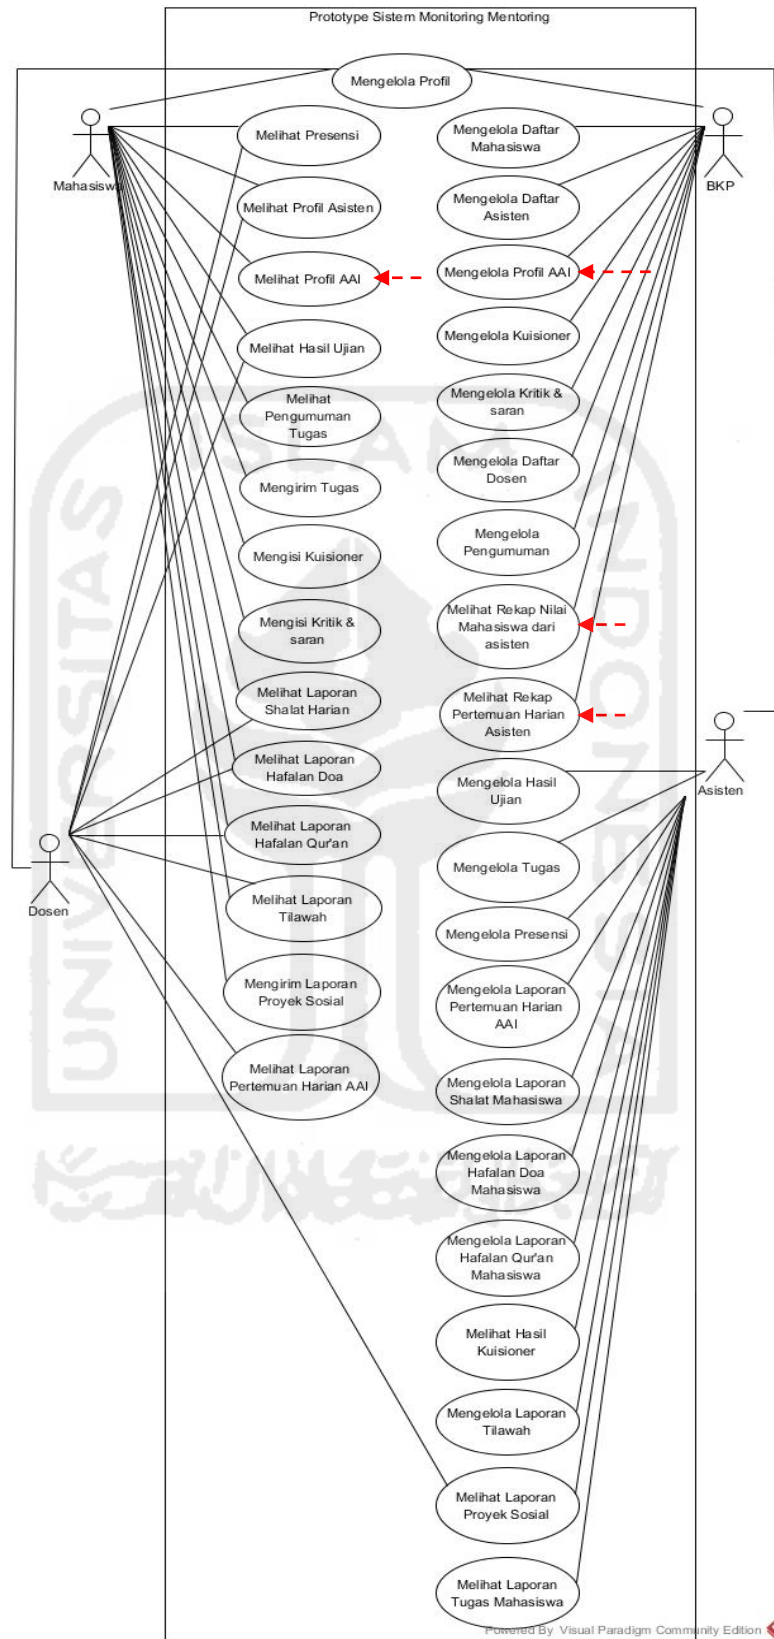 Prototype Sistem Monitoring Mentoring
Mengelola Profil
Mahasiswa
BKP
Melihat Presensi
Melihat Profil Asisten
Melihat Profil AAI
Melihat Hasil Ujian
Melihat
Pengumuman
Tugas
Mengirim Tugas
Mengisi Kuisioner
Mengisi Kritik &
saran
Melihat Laporan
Shalat Harian
Melihat Laporan
Hafalan Doa
Melihat Laporan
Hafalan Qur'an
Melihat Laporan
Tilawah
Mengirim Laporan
Proyek Sosial
Melihat Laporan
Pertemuan Harian AAI
Dosen
Mengelola Daftar
Mahasiswa
Mengelola Daftar
Asisten
Mengelola Profil AAI
Mengelola Kuisioner
Mengelola Kritik &
saran
Mengelola Daftar
Dosen
Mengelola
Pengumuman
Melihat Rekap Nilai
Mahasiswa dari
asisten
Melihat Rekap
Pertemuan Harian
Asisten
Mengelola Hasil
Ujian
Asisten
Mengelola Tugas
Mengelola Presensi
Mengelola Laporan
Pertemuan Harian
AAI
Mengelola Laporan
Shalat Mahasiswa
Mengelola Laporan
Hafalan Doa
Mahasiswa
Mengelola Laporan
Hafalan Qur'an
Mahasiswa
Melihat Hasil
Kuisioner
Mengelola Laporan
Tilawah
Melihat Laporan
Proyek Sosial
Melihat Laporan
Tugas Mahasiswa
Powered By Visual Paradigm Community Edition
UNIVERSITAS
ISLAM
INDONESIA